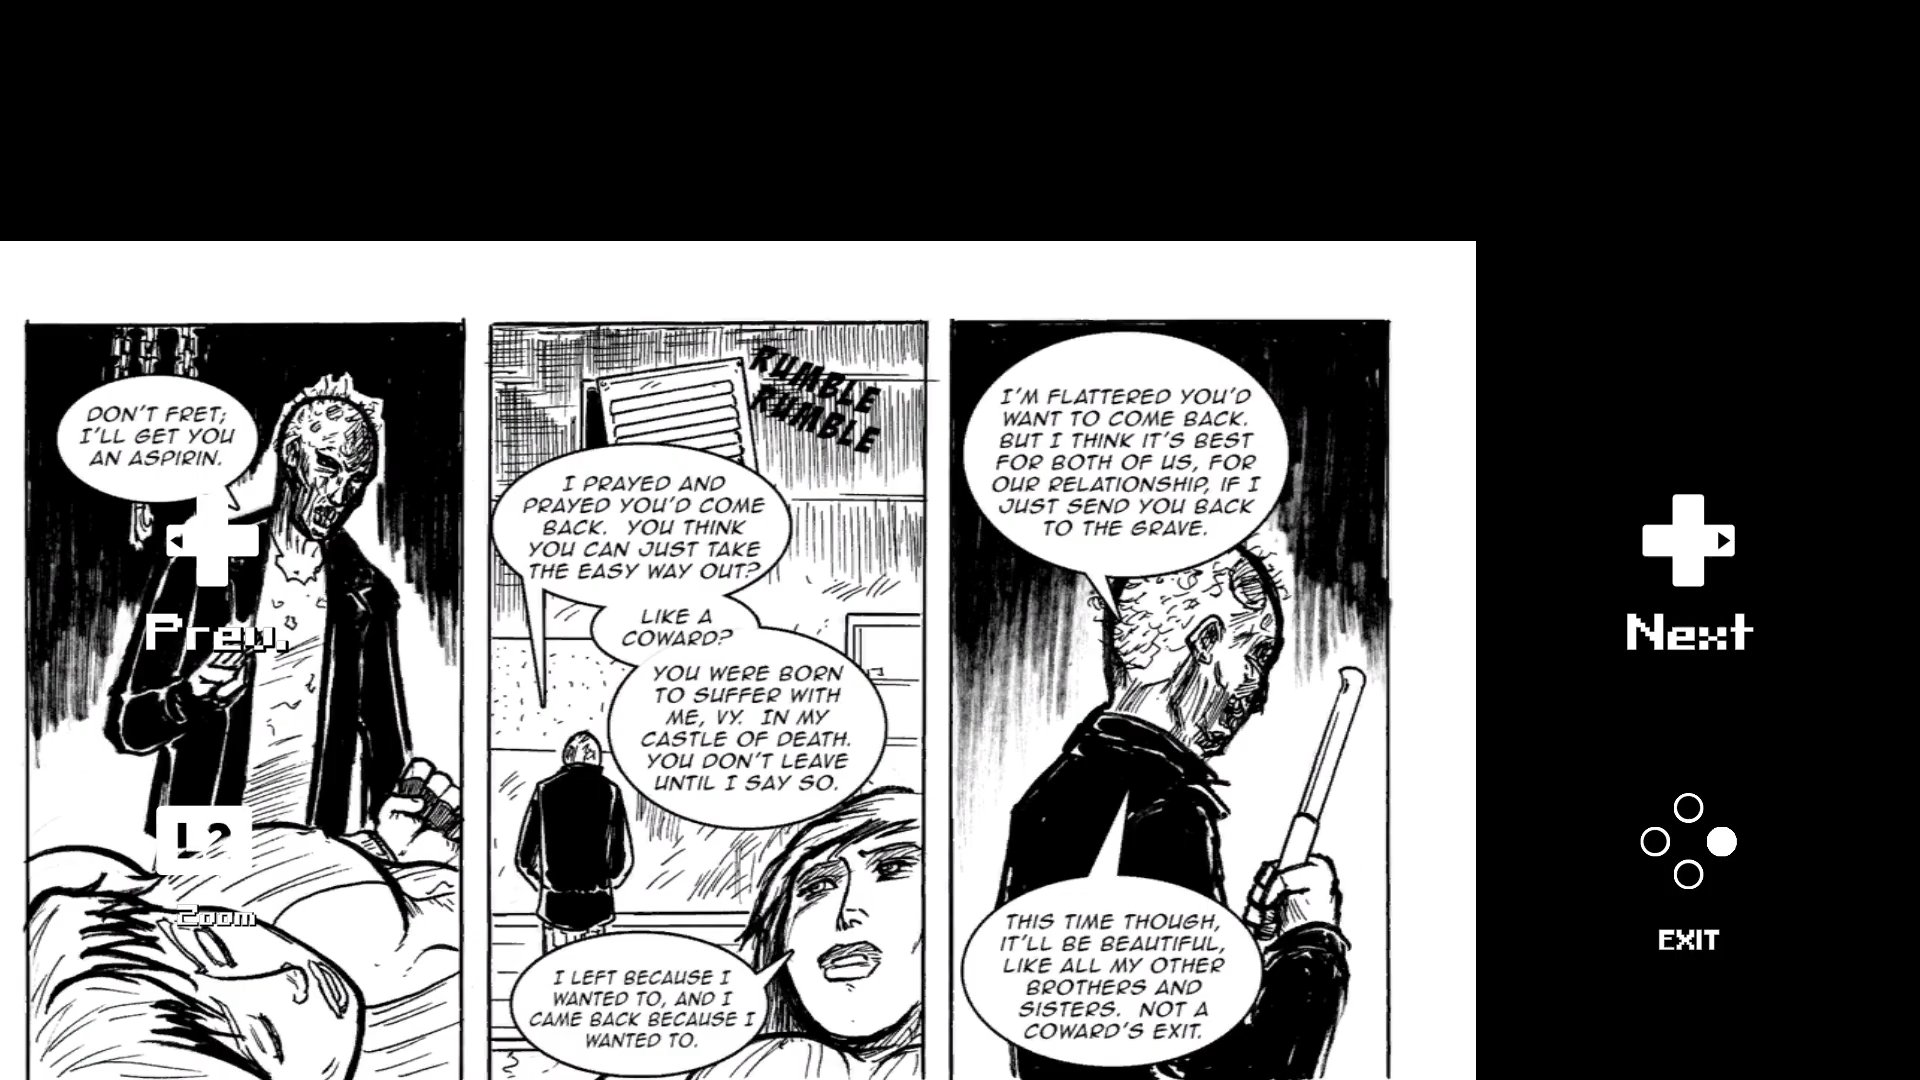 DON'T FRET;
I'LL GET YOU
AN ASPIRIN.
Prev.
L2
Zoom
RUMBLE
RUMBLE
I PRAYED AND
PRAYED YOU'D COME
BACK. YOU THINK
YOU CAN JUST TAKE
THE EASY WAY OUT?
LIKE A
COWARD?
YOU WERE BORN
TO SUFFER WITH
ME, VY. IN MY
CASTLE OF DEATH.
YOU DON'T LEAVE
UNTIL I SAY SO.
I LEFT BECAUSE I
WANTED TO, AND I
CAME BACK BECAUSE I
WANTED TO.
I'M FLATTERED YOU'D
WANT TO COME BACK.
BUT I THINK IT'S BEST
FOR BOTH OF US, FOR
OUR RELATIONSHIP, IF I
JUST SEND YOU BACK
TO THE GRAVE.
THIS TIME THOUGH,
IT'LL BE BEAUTIFUL,
LIKE ALL MY OTHER
BROTHERS AND
SISTERS. NOT A
COWARD'S EXIT.
Next
EXIT